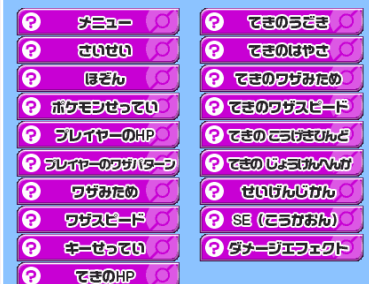 メニュー
さいせい
ほぞん
ポケモンせってい
プレイヤーのHP
プレイヤーのワザパターン
ワザみため
ワザスピード
キーせってい
てきのHP
てきのうごき
てきのはやさ
てきのワザみため
てきのワザスピード
てきの こうげきひんど
てきの じょうけんへんか
せいげんじかん
SE (こうかおん)
ダメージエフェクト